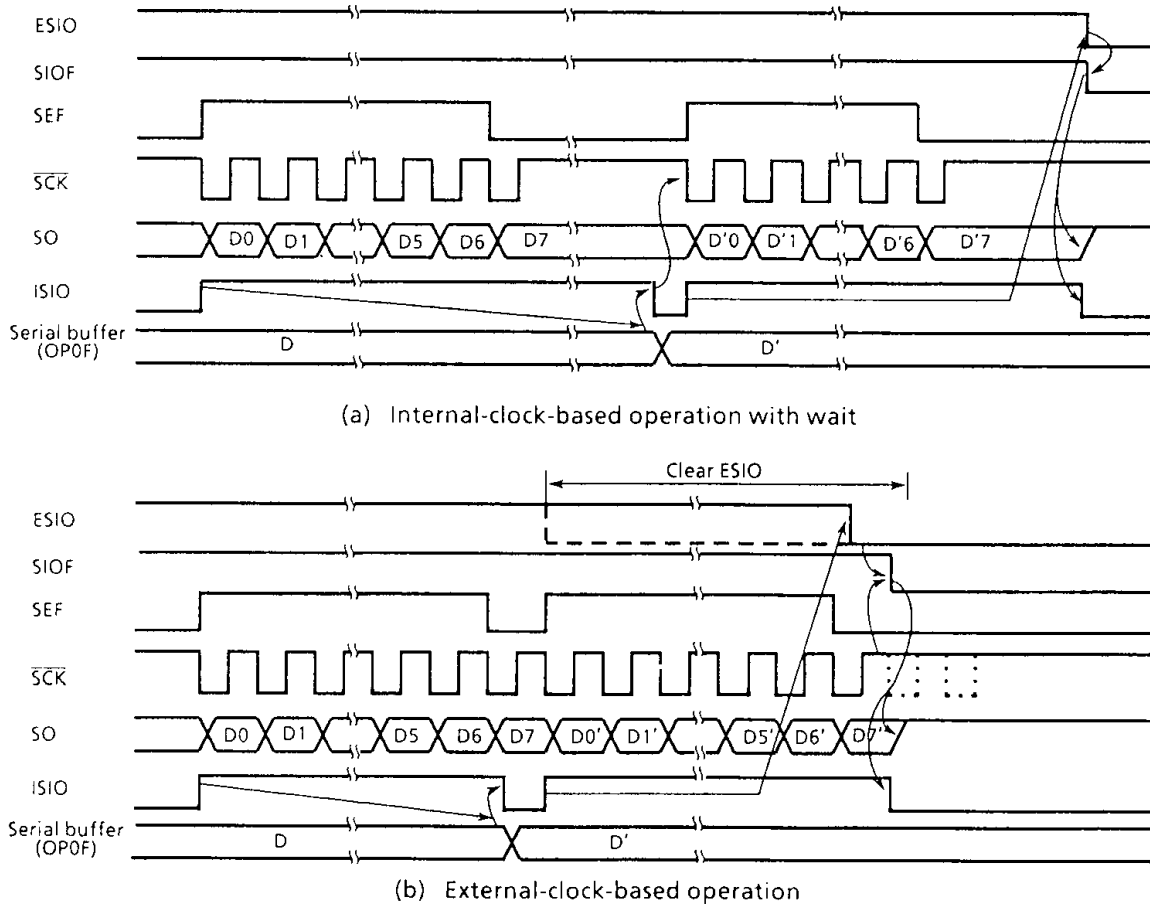 ESIO
SIOF
SEF
SCK
SO D0 D1 D5 D6 D7 D'0 D'1 D'6 D'7
ISIO
Serial buffer
(OP0F) D D'
(a) Internal-clock-based operation with wait
Clear ESIO
ESIO
SIOF
SEF
SCK
SO D0 D1 D5 D6 D7 D0' D1' D5' D6' D7'
ISIO
Serial buffer
(OP0F) D D'
(b) External-clock-based operation